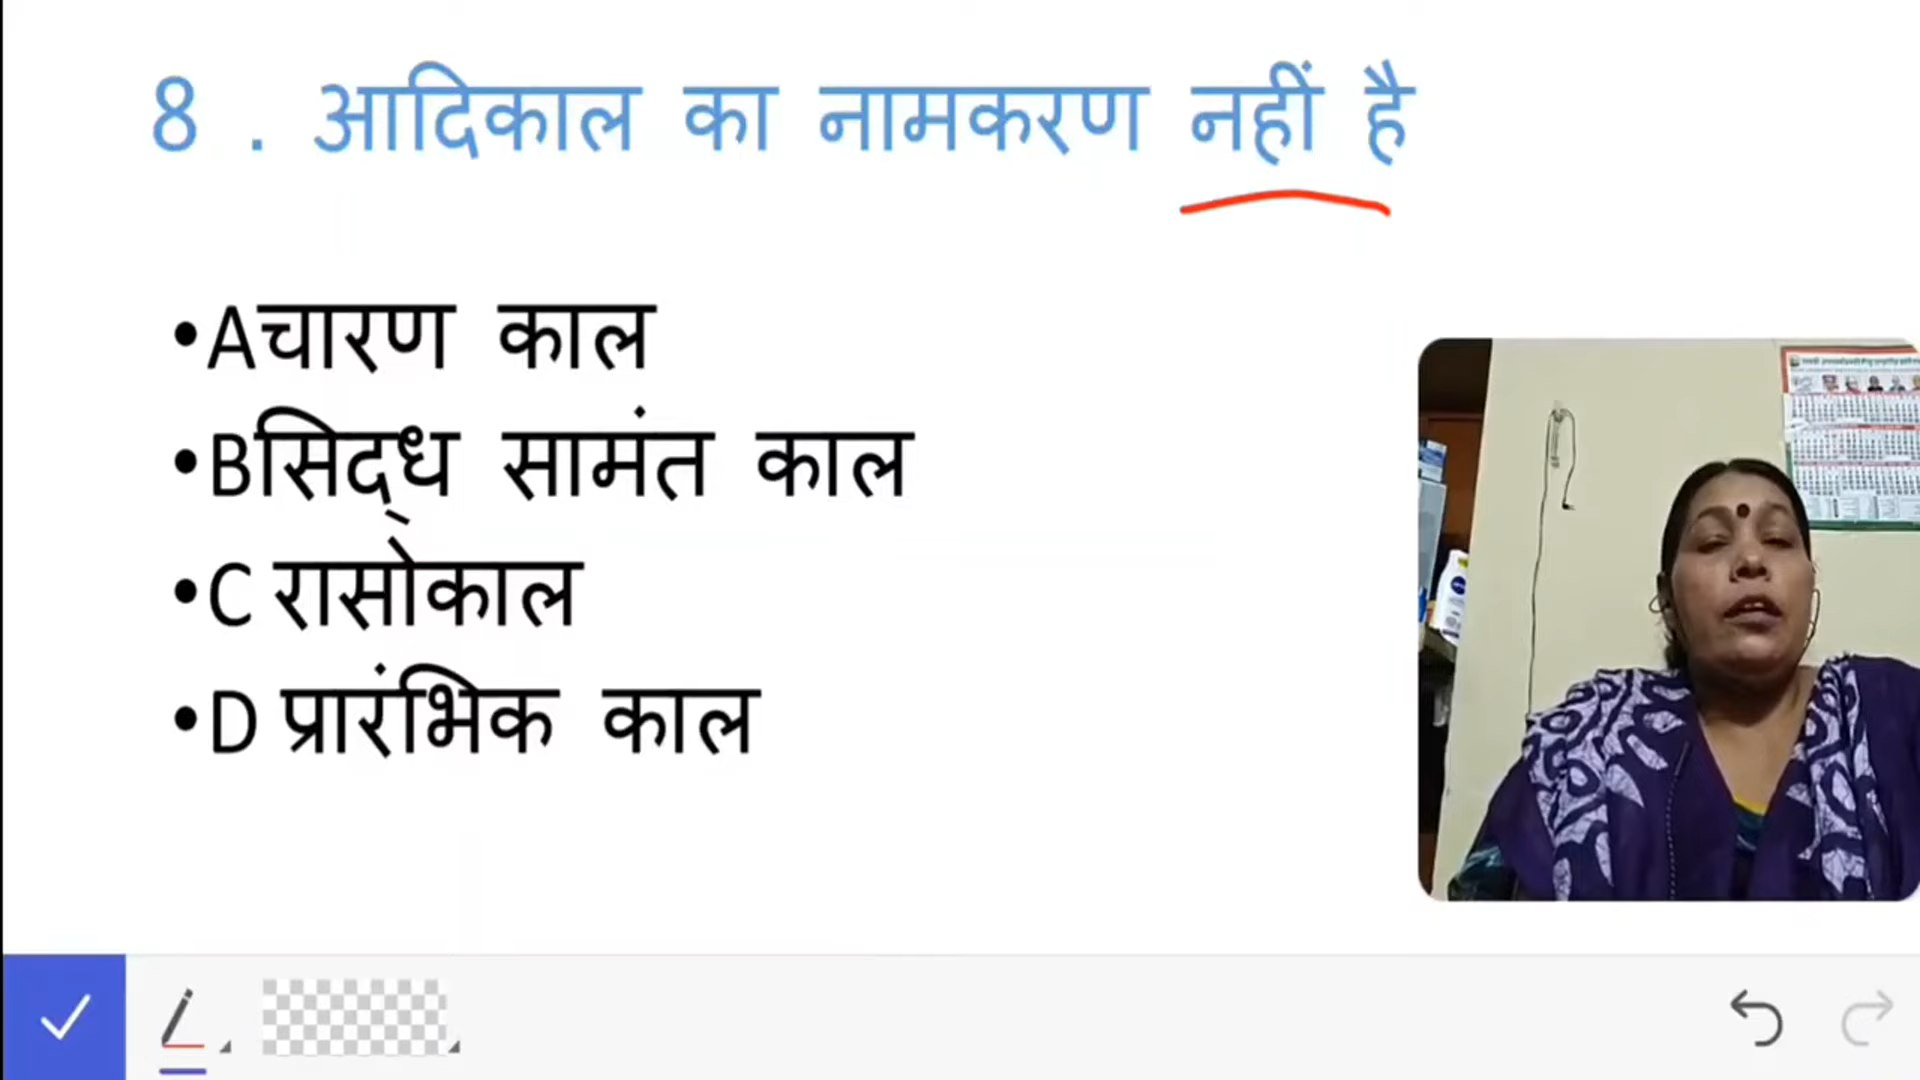 8 . आदिकाल का नामकरण नहीं है
•Aचारण काल
•Bसिद्ध सामंत काल
•C रासोकाल
•D प्रारंभिक काल